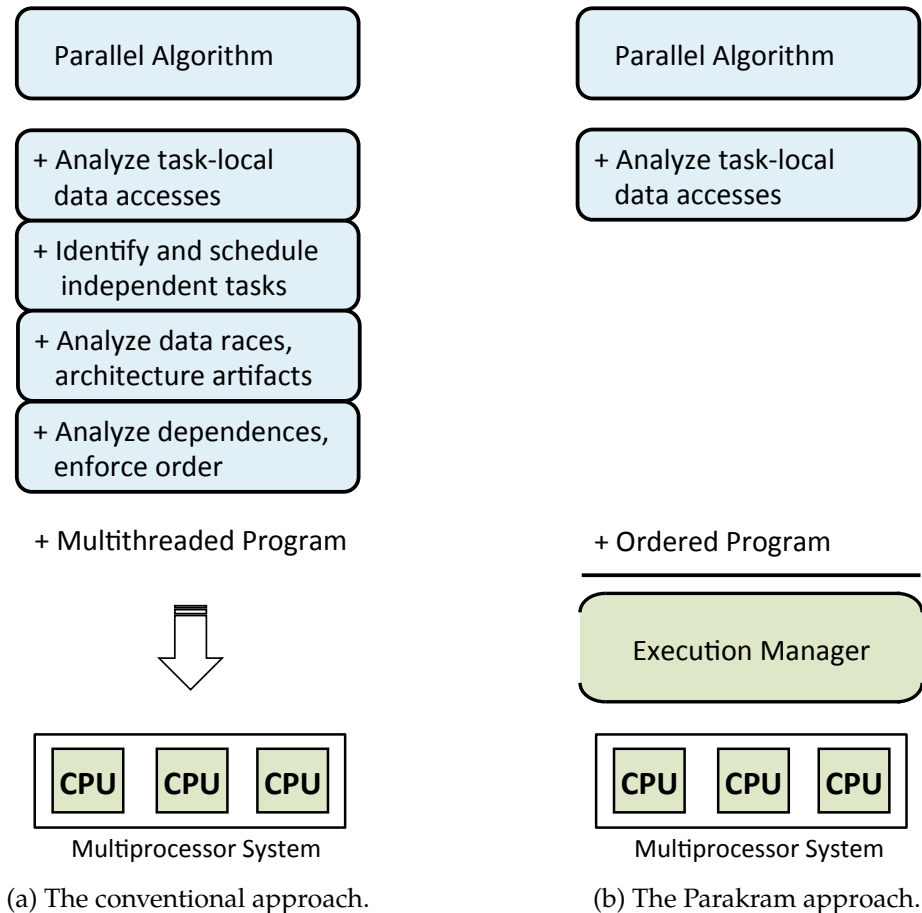 Parallel Algorithm
+ Analyze task-local
data accesses
+ Identify and schedule
independent tasks
+ Analyze data races,
architecture artifacts
+ Analyze dependences,
enforce order
+ Multithreaded Program
CPU CPU CPU
Multiprocessor System
(a) The conventional approach.
Parallel Algorithm
+ Analyze task-local
data accesses
+ Ordered Program
Execution Manager
CPU CPU CPU
Multiprocessor System
(b) The Parakram approach.